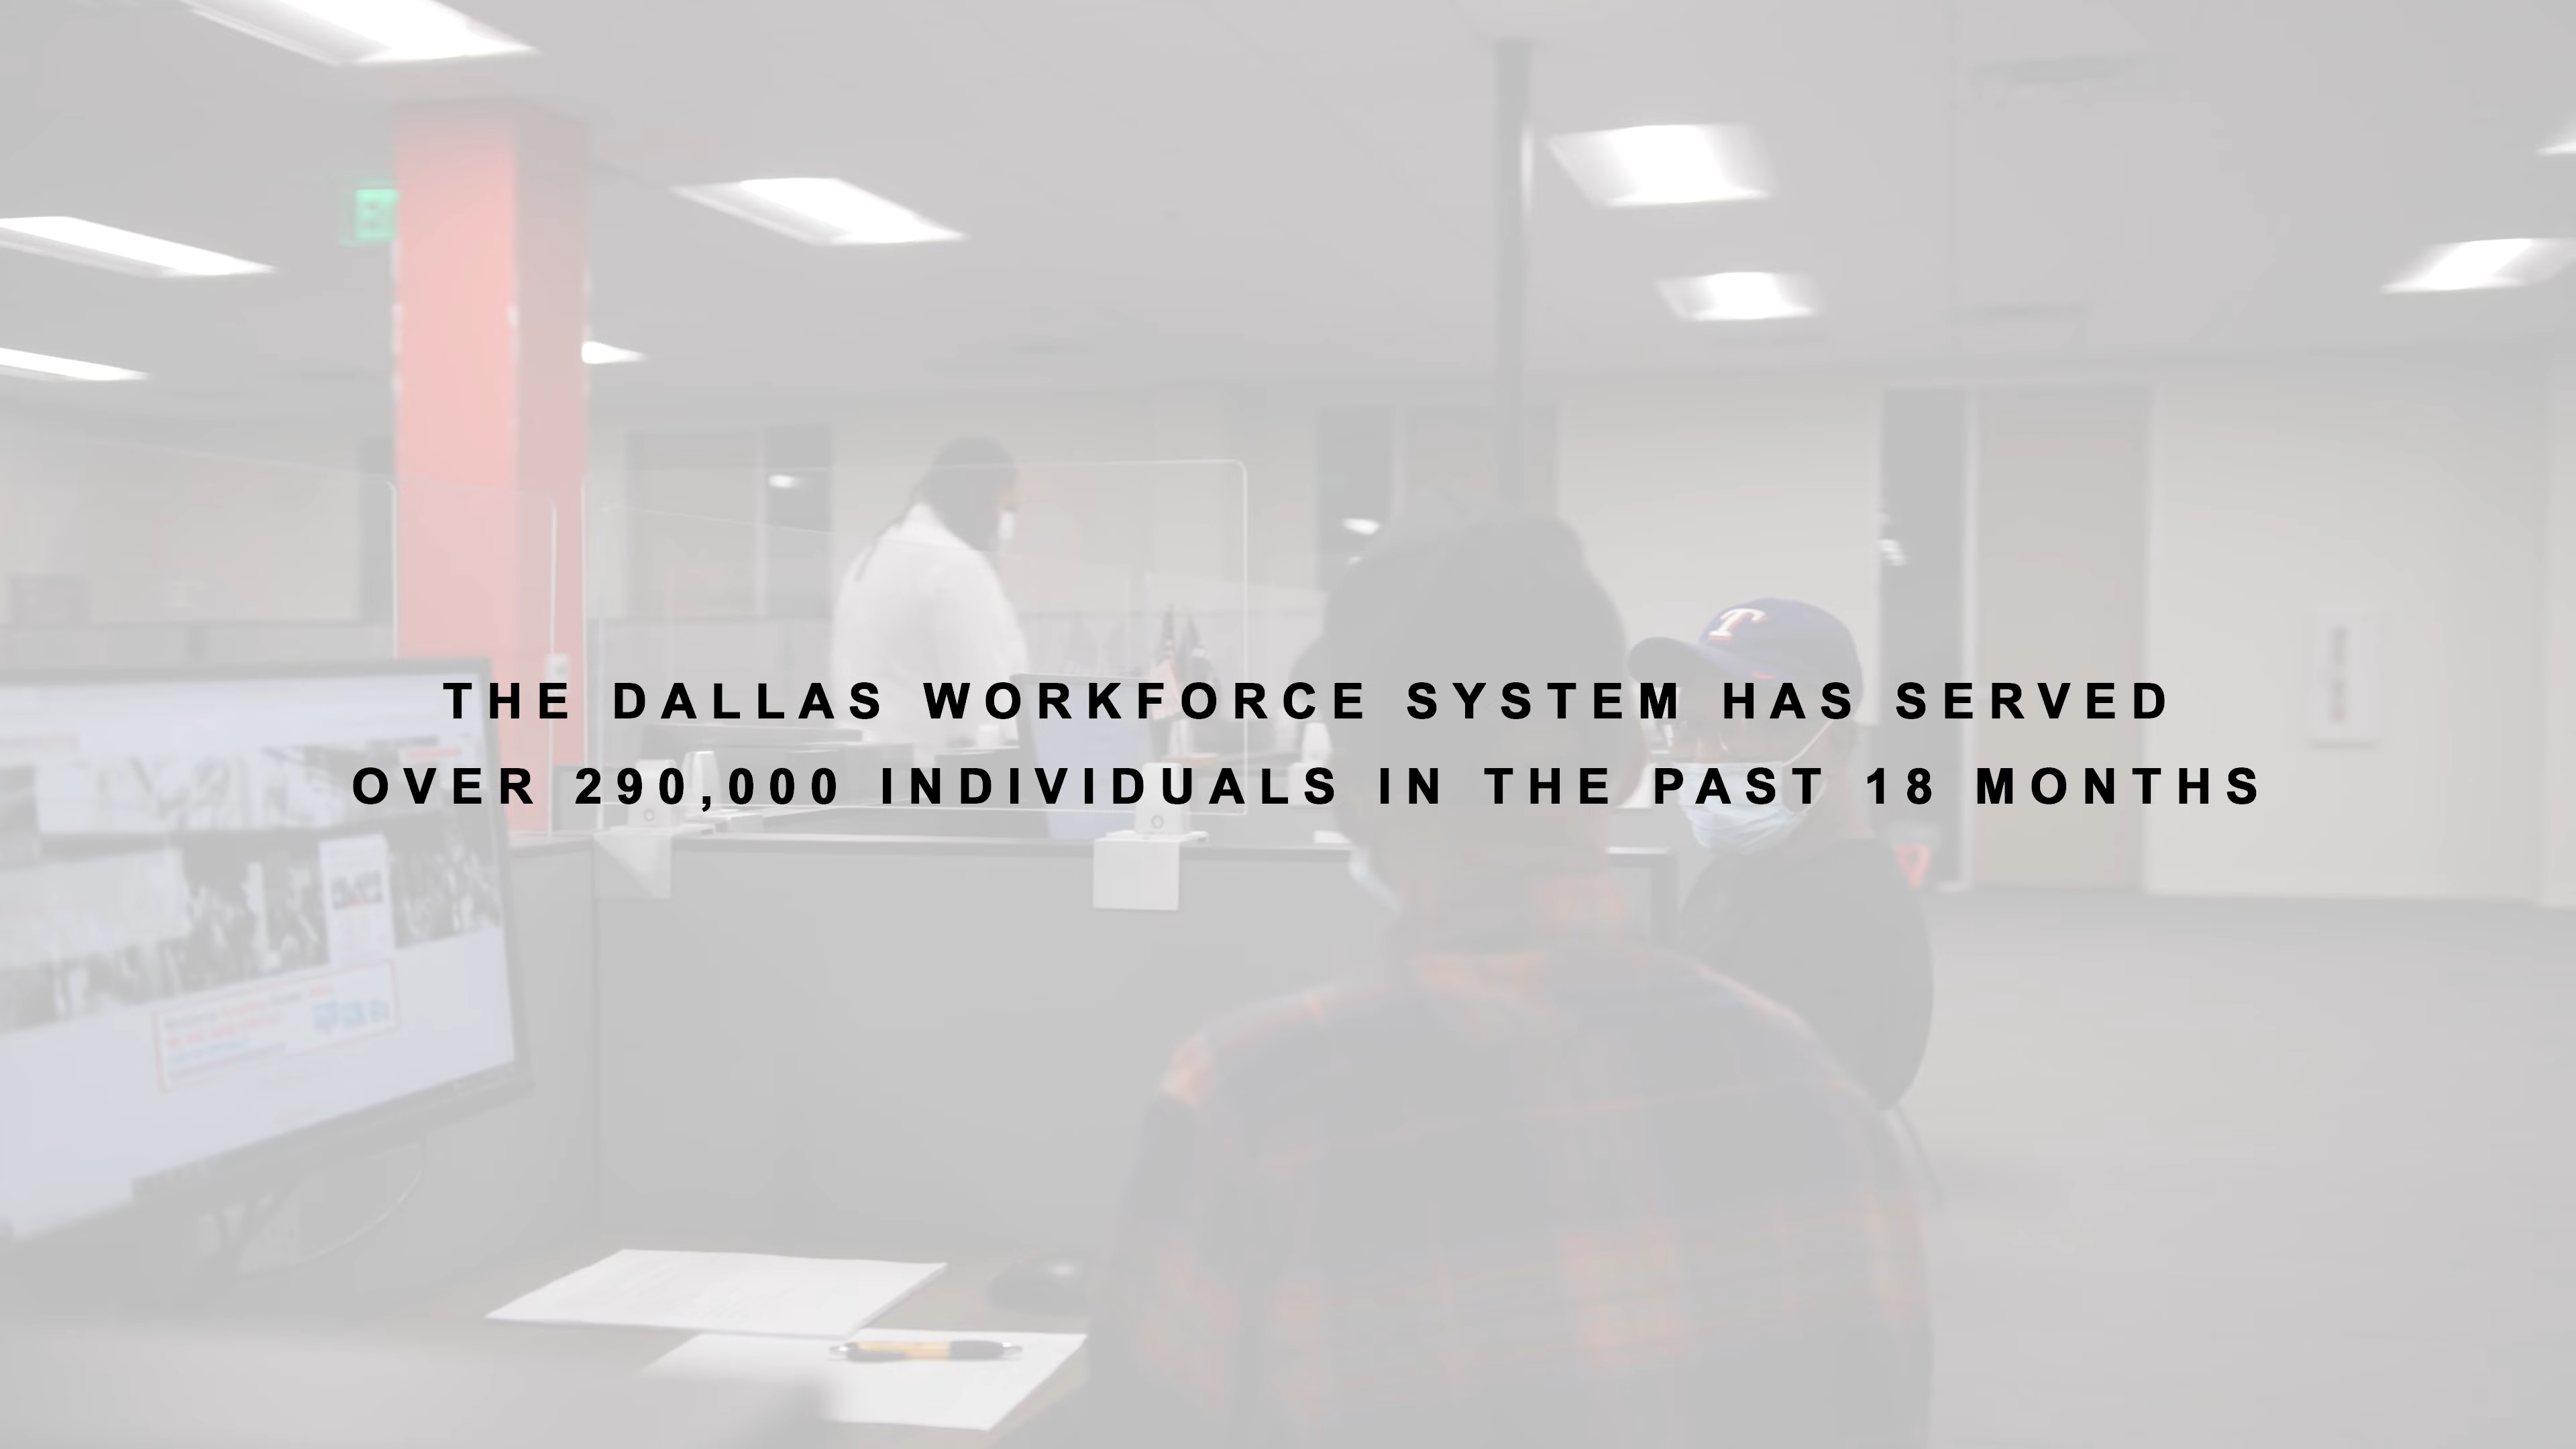 T
THE DALLAS WORKFORCE SYSTEM HAS SERVED
OVER 290,000 INDIVIDUALS IN THE PAST 18 MONTHS